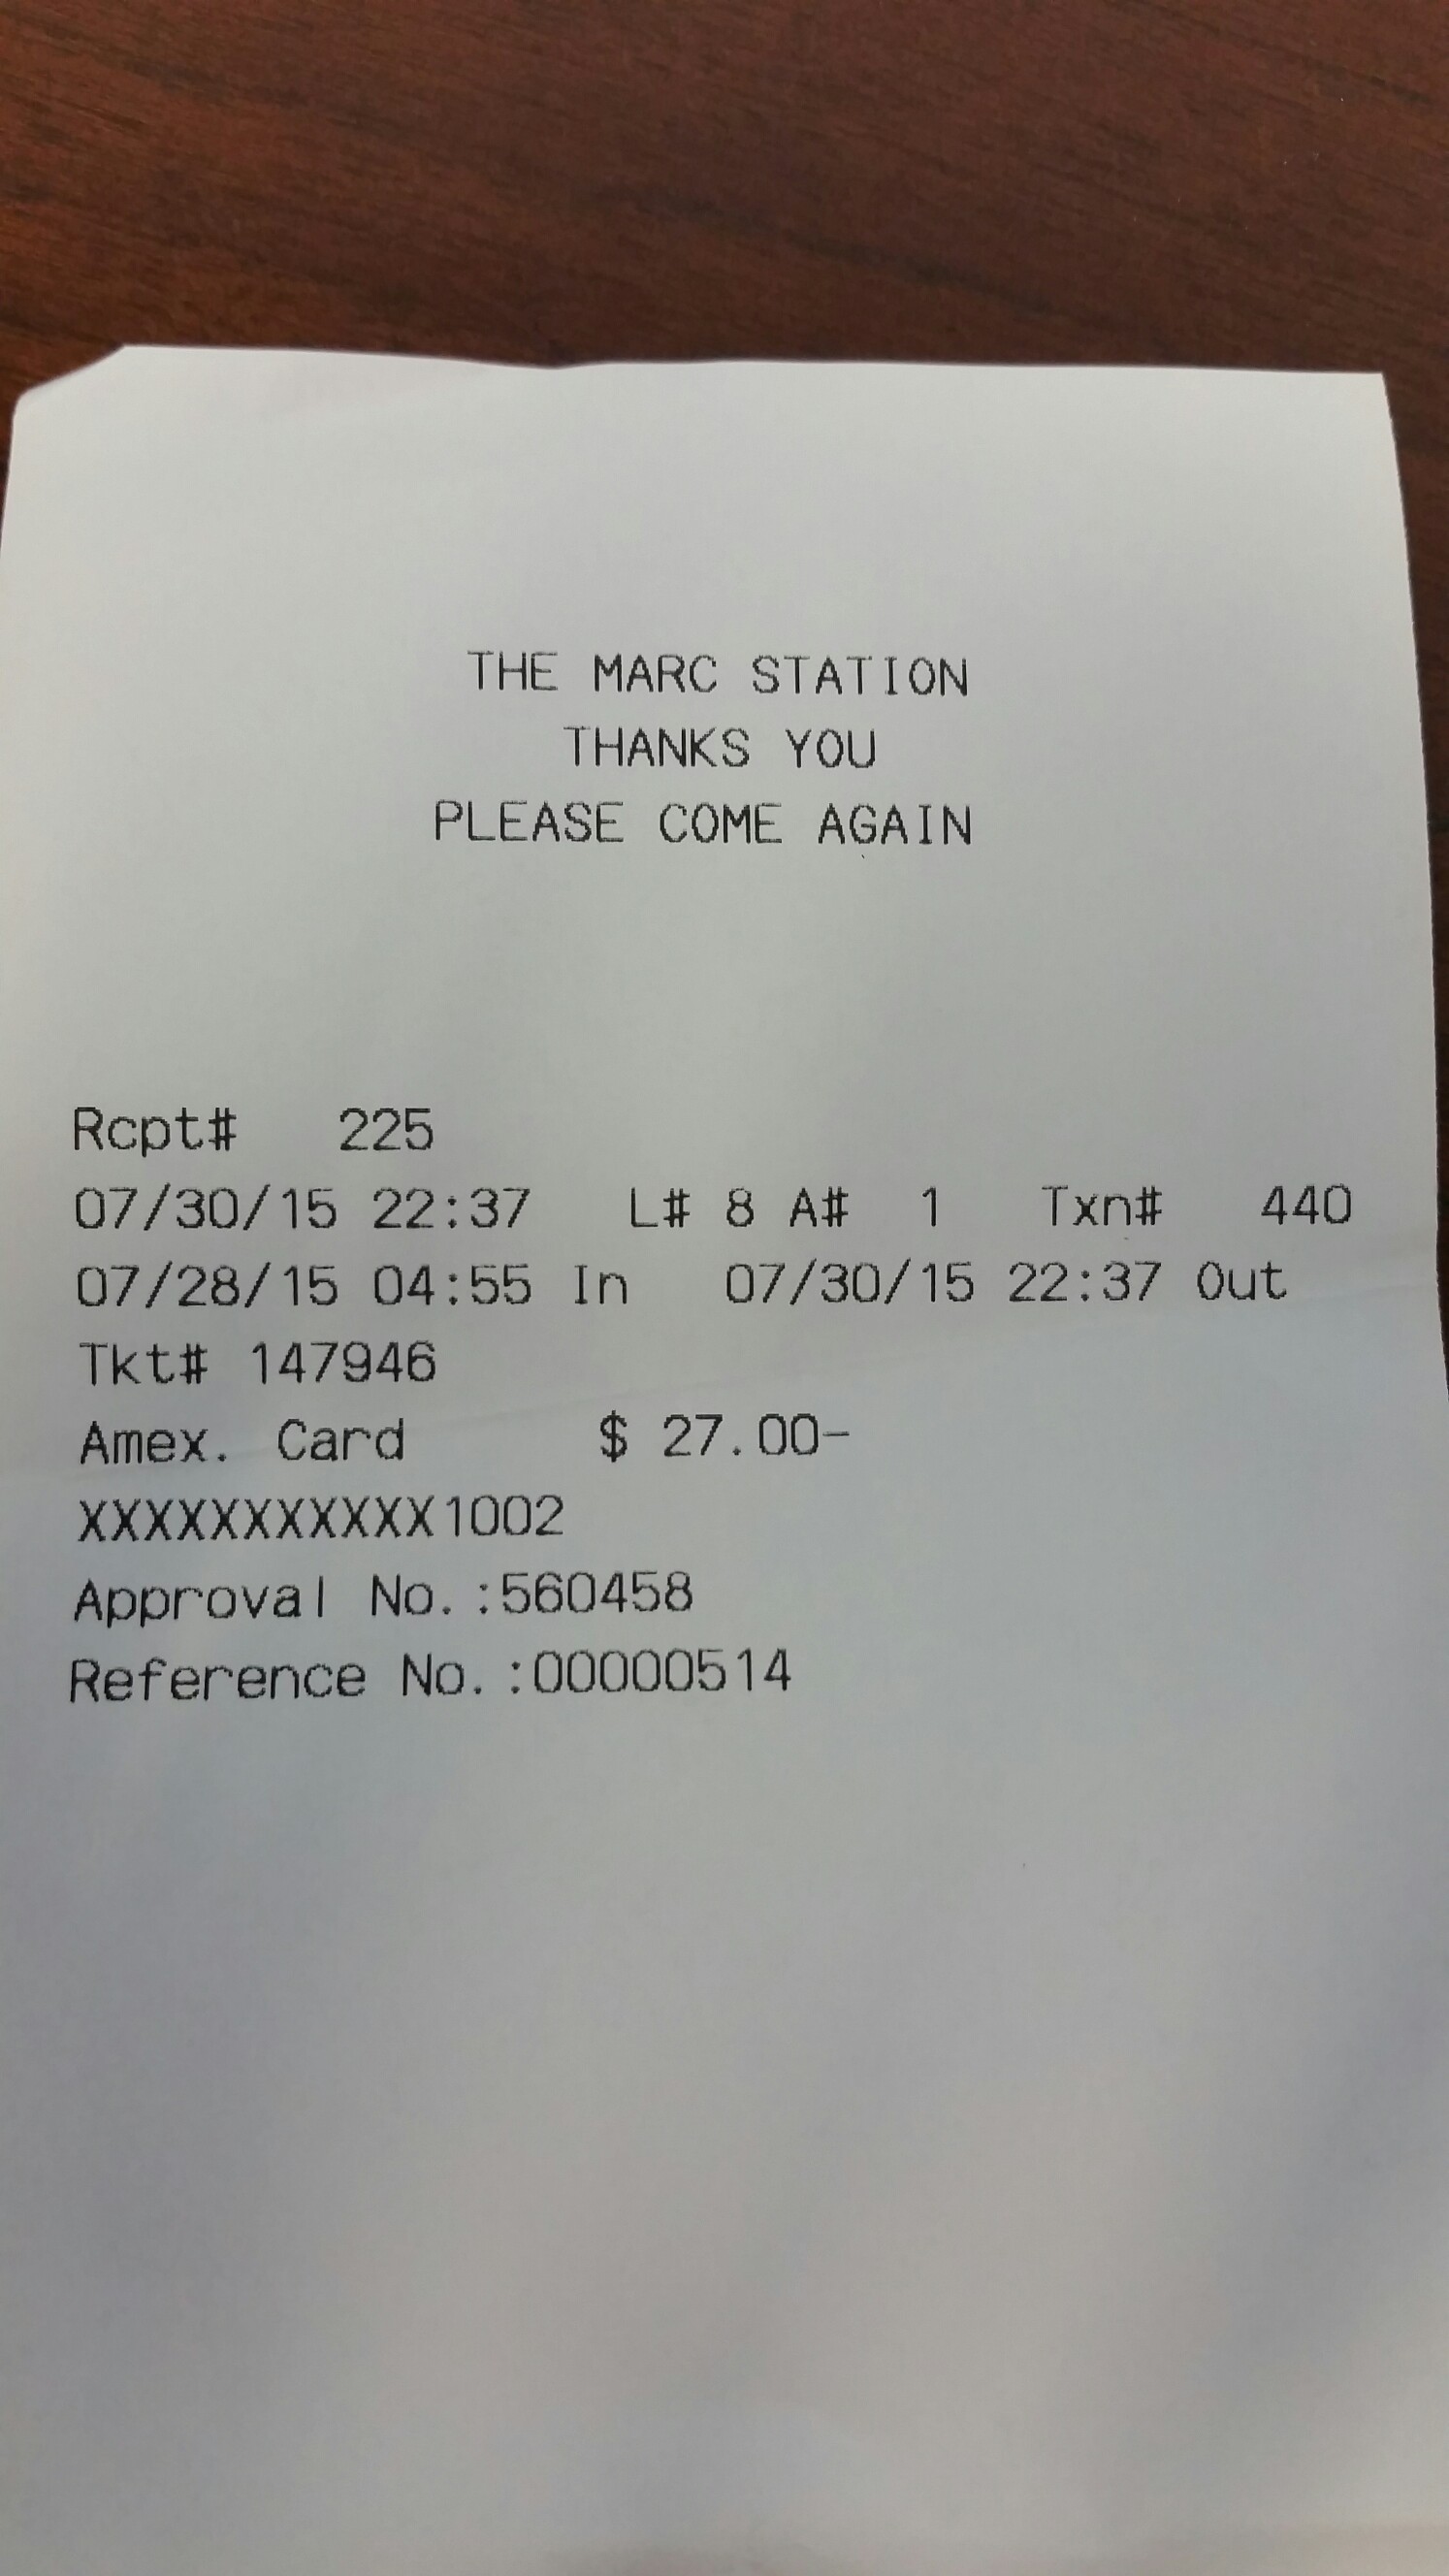 THE MARC STATION
THANKS YOU
PLEASE COME AGAIN
Rcpt# 225
07/30/15 22:37 L# 8 A# 1 Txn# 440
07/28/15 04:55 In 07/30/15 22:37 Out
Tkt# 147946
Amex. Card $ 27.00-
XXXXXXXXXXX1002
Approval No.:560458
Reference No.:00000514